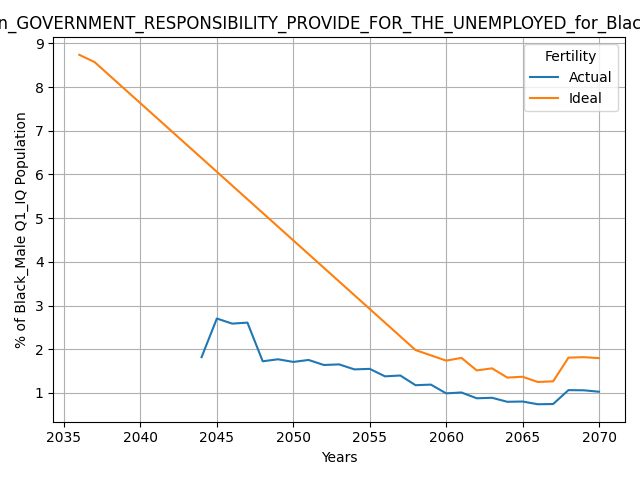 n_GOVERNMENT_RESPONSIBILITY_PROVIDE_FOR_THE_UNEMPLOYED_for_Blac
Fertility
Actual
Ideal
% of Black_Male Q1_IQ Population
9
8
7
6
5
4
3
2
1
2035 2040 2045 2050 2055 2060 2065 2070
Years